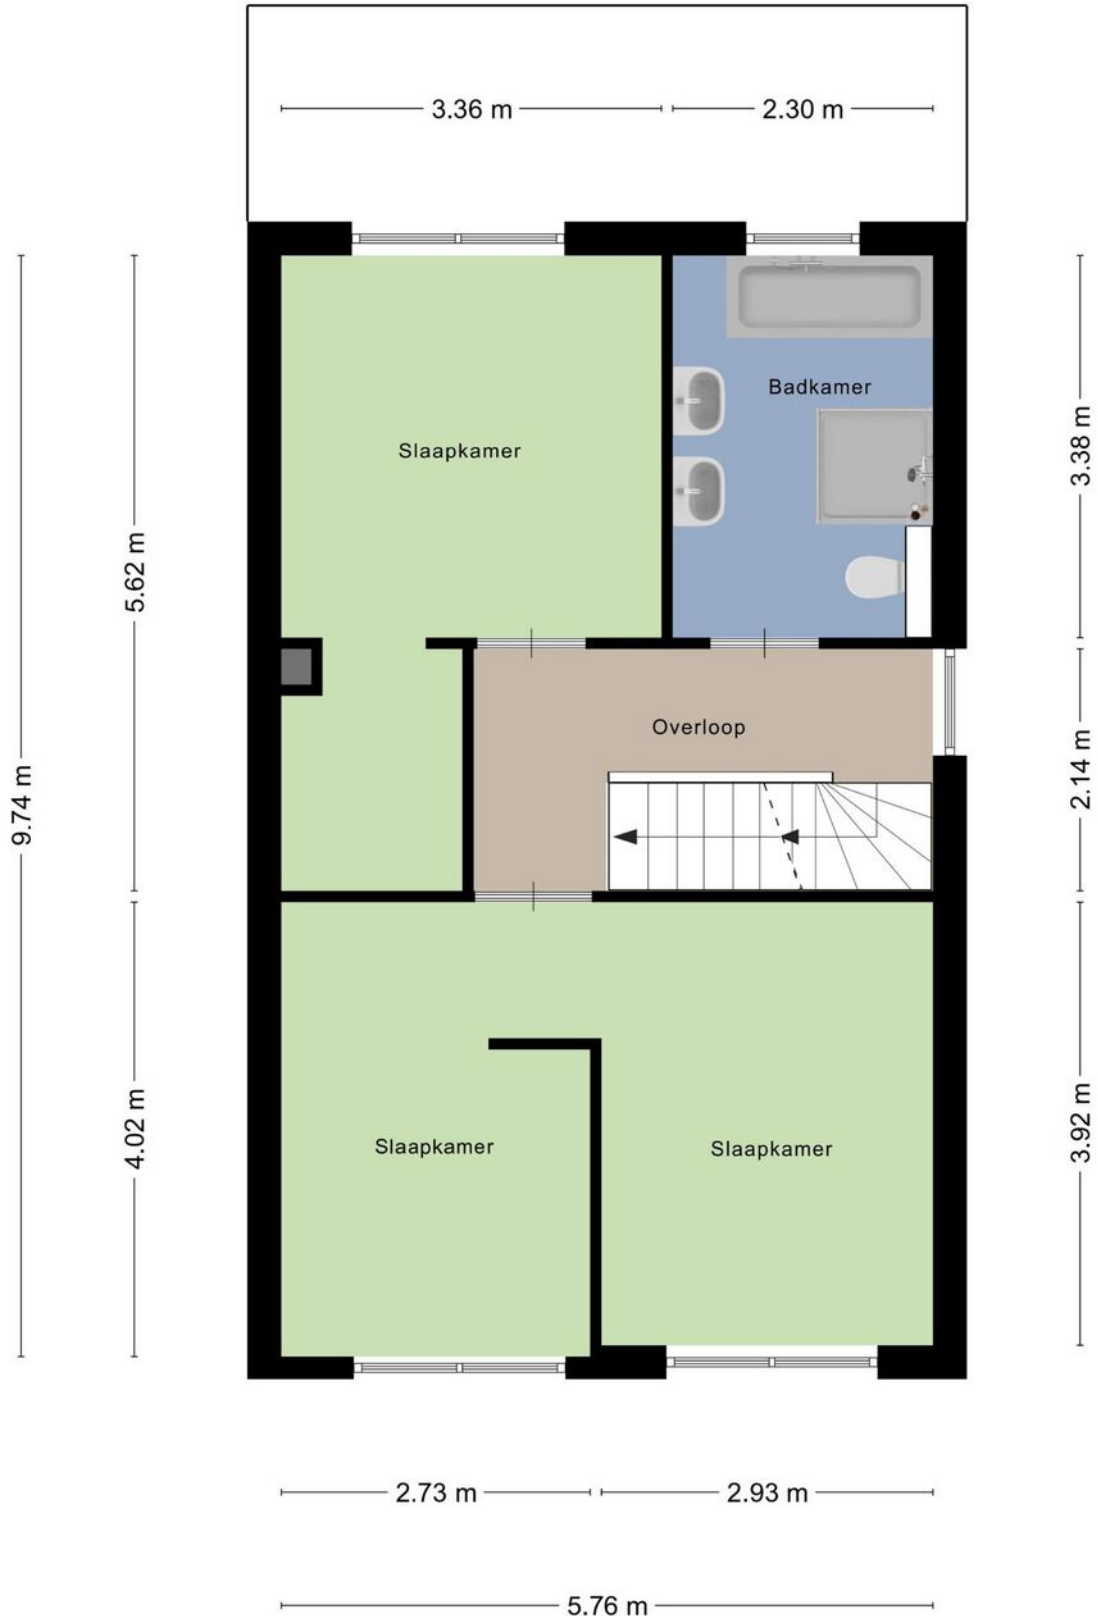 3.36 m
2.30 m
Badkamer
Slaapkamer
3.38 m
5.62 m
Overloop
2.14 m
9.74 m
4.02 m
3.92 m
Slaapkamer
Slaapkamer
2.73 m
2.93 m
5.76 m